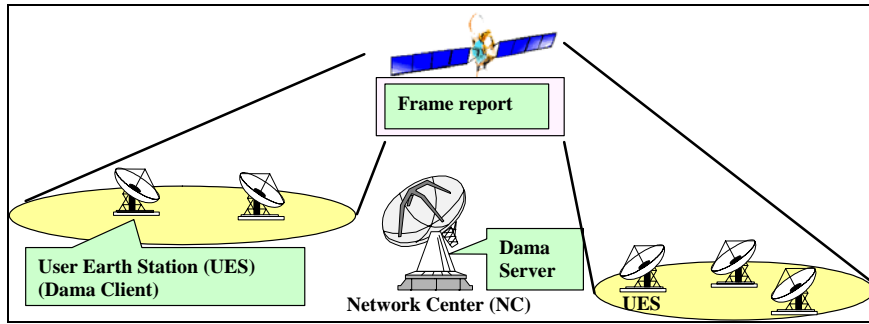 Frame report
User Earth Station (UES)
(Dama Client)
Dama
Server
Network Center (NC)
UES